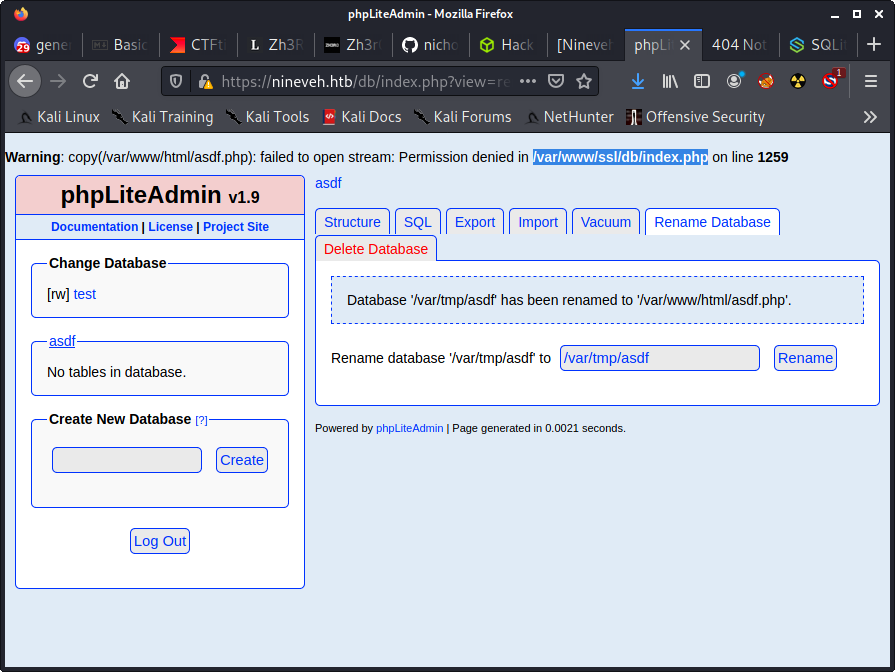 phpLiteAdmin - Mozilla Firefox
gene
Basic
CTFt
Zh3R
Zh3r
nicho
Hack
[Nineveh
phpLi
404 Not
SQLi
https://nineveh.htb/db/index.php?view=re
1
Kali Linux
Kali Training
Kali Tools
Kali Docs
Kali Forums
NetHunter
Offensive Security
Warning: copy(/var/www/html/asdf.php): failed to open stream: Permission denied in /var/www/ssl/db/index.php on line 1259
phpLiteAdmin v1.9
Documentation | License | Project Site
Change Database
[rw] test
asdf
No tables in database.
Create New Database [?]
Create
Log Out
asdf
Structure
SQL
Export
Import
Vacuum
Rename Database
Delete Database
Database '/var/tmp/asdf' has been renamed to '/var/www/html/asdf.php'.
Rename database '/var/tmp/asdf' to /var/tmp/asdf Rename
Powered by phpLiteAdmin | Page generated in 0.0021 seconds.